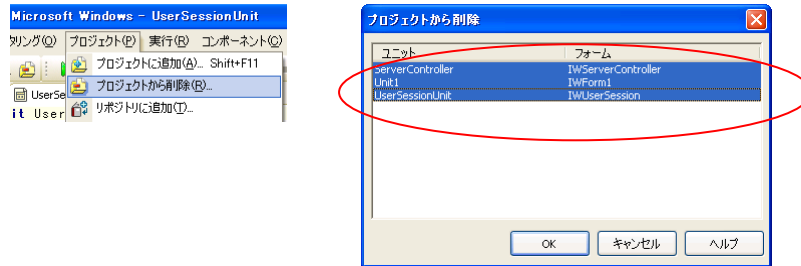 Microsoft Windows - UserSessionUnit
タリング(Q) プロジェクト(P) 実行(R) コンポーネント(C)
プロジェクトに追加(A)... Shift+F11
プロジェクトから削除(R)...
リポジトリに追加(T)...
UserSe
it User
プロジェクトから削除
ユニット フォーム
ServerController IWServerController
Unit1 IWForm1
UserSessionUnit IWUserSession
OK キャンセル ヘルプ